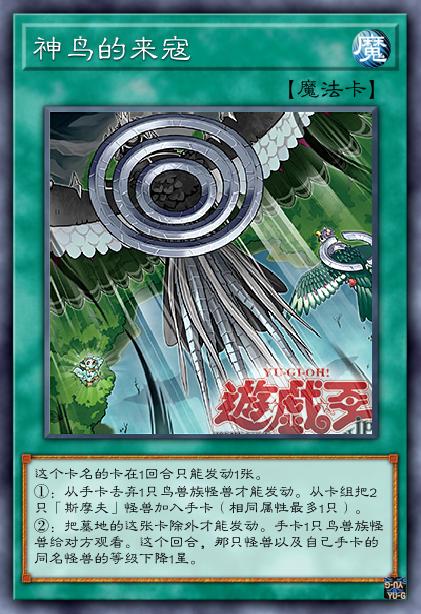 神鸟的来寇
魔
【魔法卡】
YU-GI-OH!
遊戯王
.jp
这个卡名的卡在1回合只能发动1张。
①：从手卡丢弃1只鸟兽族怪兽才能发动。从卡组把2
只「斯摩夫」怪兽加入手卡（相同属性最多1只）。
②：把墓地的这张卡除外才能发动。手卡1只鸟兽族怪
兽给对方观看。这个回合，那只怪兽以及自己手卡的
同名怪兽的等级下降1星。
YU-G